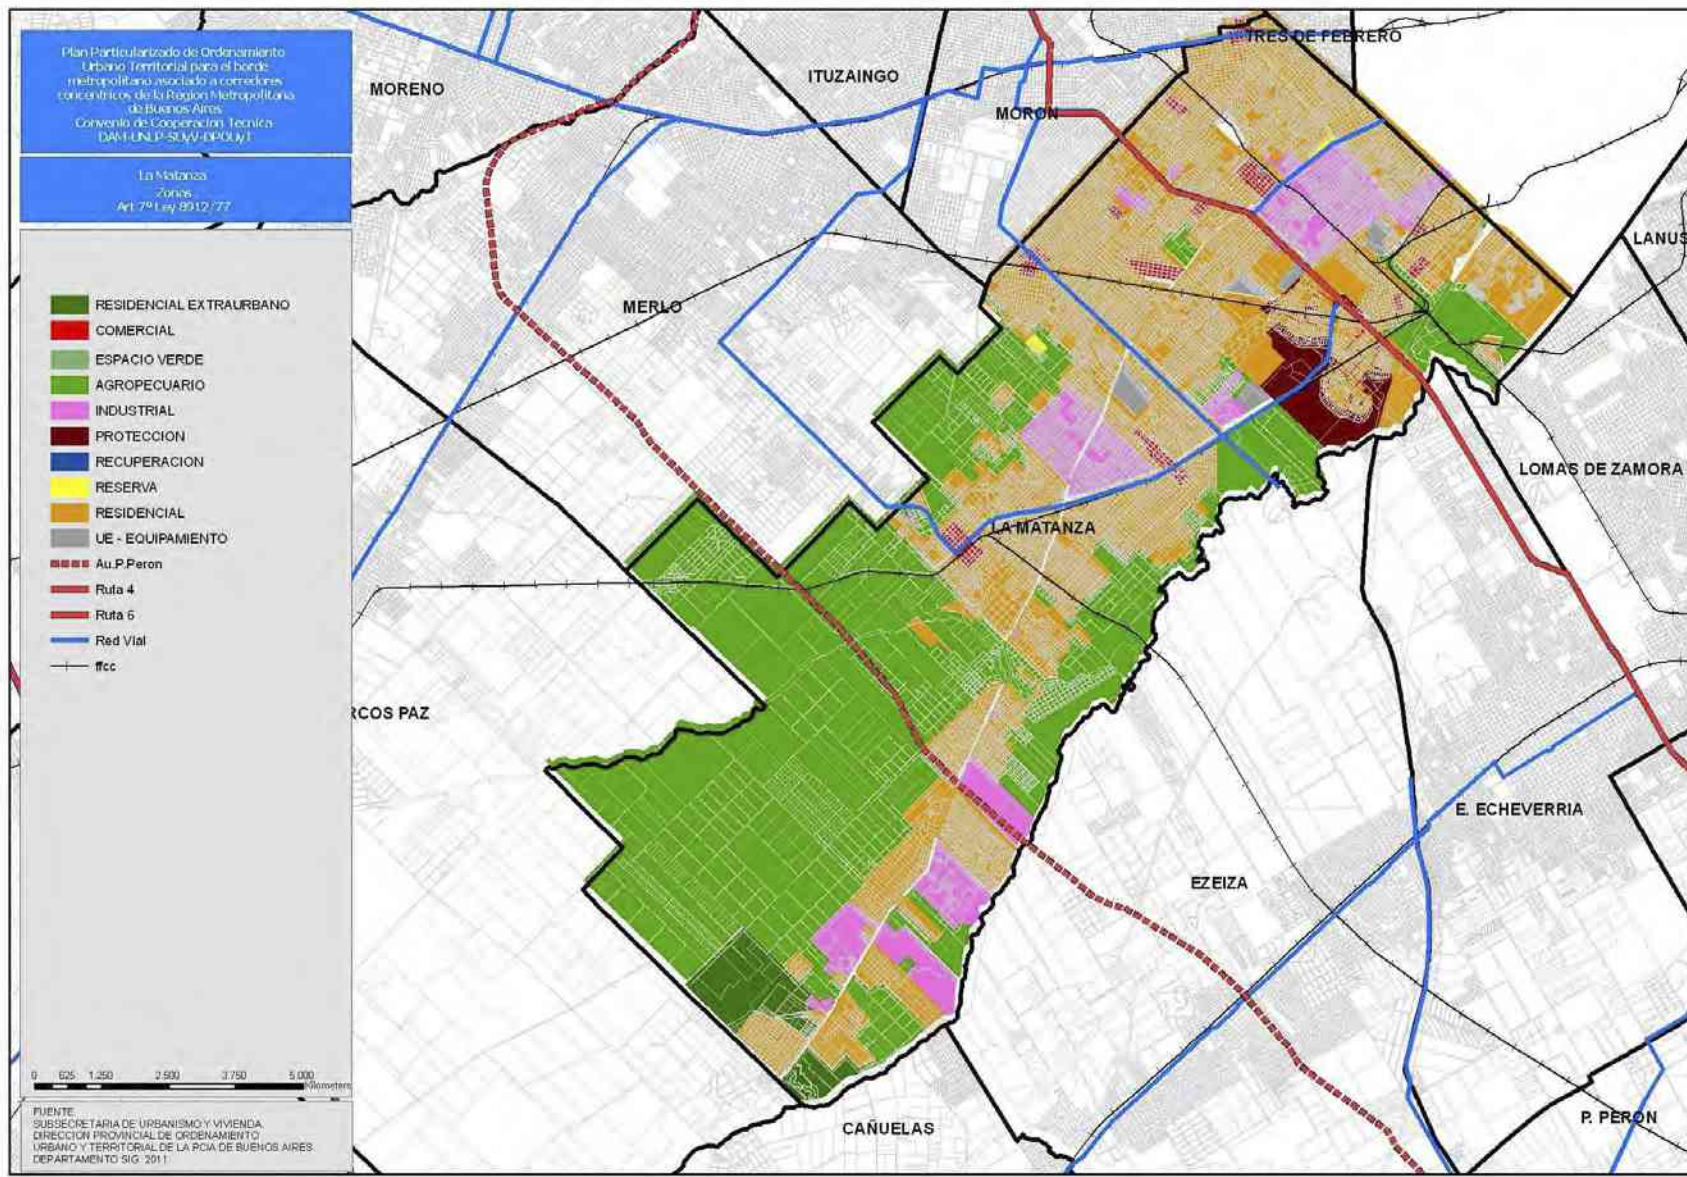 Plan Particularizado de Ordenamiento
Urbano Territorial para el borde
metropolitano asociado a corredores
concentricos de la Region Metropolitana
de Buenos Aires
Convenio de Cooperacion Tecnica
DAM-UNLP-SUyV-DPOUyT
La Matanza
Zonas
Art 7º Ley 8912/77
RESIDENCIAL EXTRAURBANO
COMERCIAL
ESPACIO VERDE
AGROPECUARIO
INDUSTRIAL
PROTECCION
RECUPERACION
RESERVA
RESIDENCIAL
UE - EQUIPAMIENTO
Au.P.Peron
Ruta 4
Ruta 6
Red Vial
ffcc
0 625 1.250 2.500 3.750 5.000
Kilometers
FUENTE
SUBSECRETARIA DE URBANISMO Y VIVIENDA.
DIRECCION PROVINCIAL DE ORDENAMIENTO
URBANO Y TERRITORIAL DE LA PCIA DE BUENOS AIRES
DEPARTAMENTO SIG 2011
TRES DE FEBRERO
ITUZAINGO
MORENO
MORON
LANUS
MERLO
LOMAS DE ZAMORA
LA MATANZA
RCOS PAZ
E. ECHEVERRIA
EZEIZA
P. PERON
CAÑUELAS